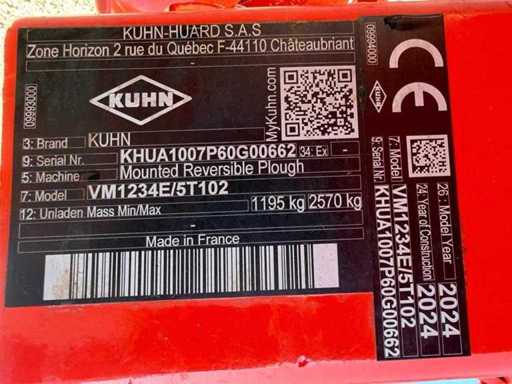 KUHN-HUARD S.A.S
Zone Horizon 2 rue du Québec F-44110 Châteaubriant
09983000
KUHN
MyKuhn.com
3: Brand KUHN
9: Serial Nr. KHUA1007P60G00662 34: Ex -
5: Machine Mounted Reversible Plough
7: Model VM1234E/5T102
12: Unladen Mass Min/Max 1195 kg 2570 kg
Made in France
09994000
CE
7: Model VM1234E/5T102
9: Serial Nr. KHUA1007P60G00662
26: Model Year 2024
24: Year of Construction 2024